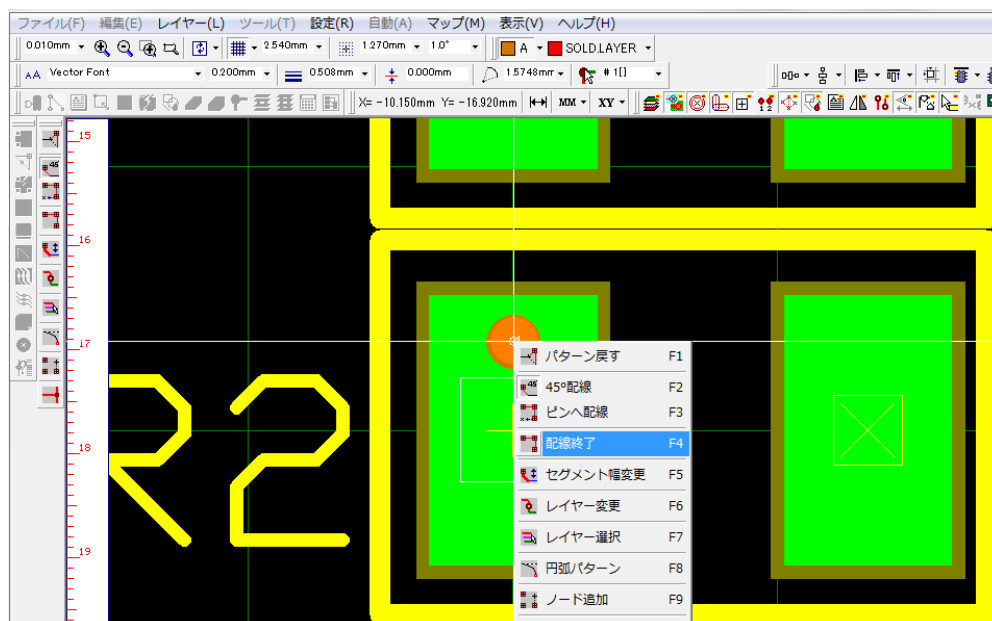 ファイル(F) 編集(E) レイヤー(L) ツール(T) 設定(R) 自動(A) マップ(M) 表示(V) ヘルプ(H)
0.010mm 2.540mm 1.270mm 1.0° A SOLD.LAYER
AA Vector Font 0.200mm 0.508mm 0.000mm 1.5748mm # 1[]
X= -10.150mm Y= -16.920mm MM XY
15
16
17
18
19
R2
パターン戻す F1
45º配線 F2
ピンへ配線 F3
配線終了 F4
セグメント幅変更 F5
レイヤー変更 F6
レイヤー選択 F7
円弧パターン F8
ノード追加 F9